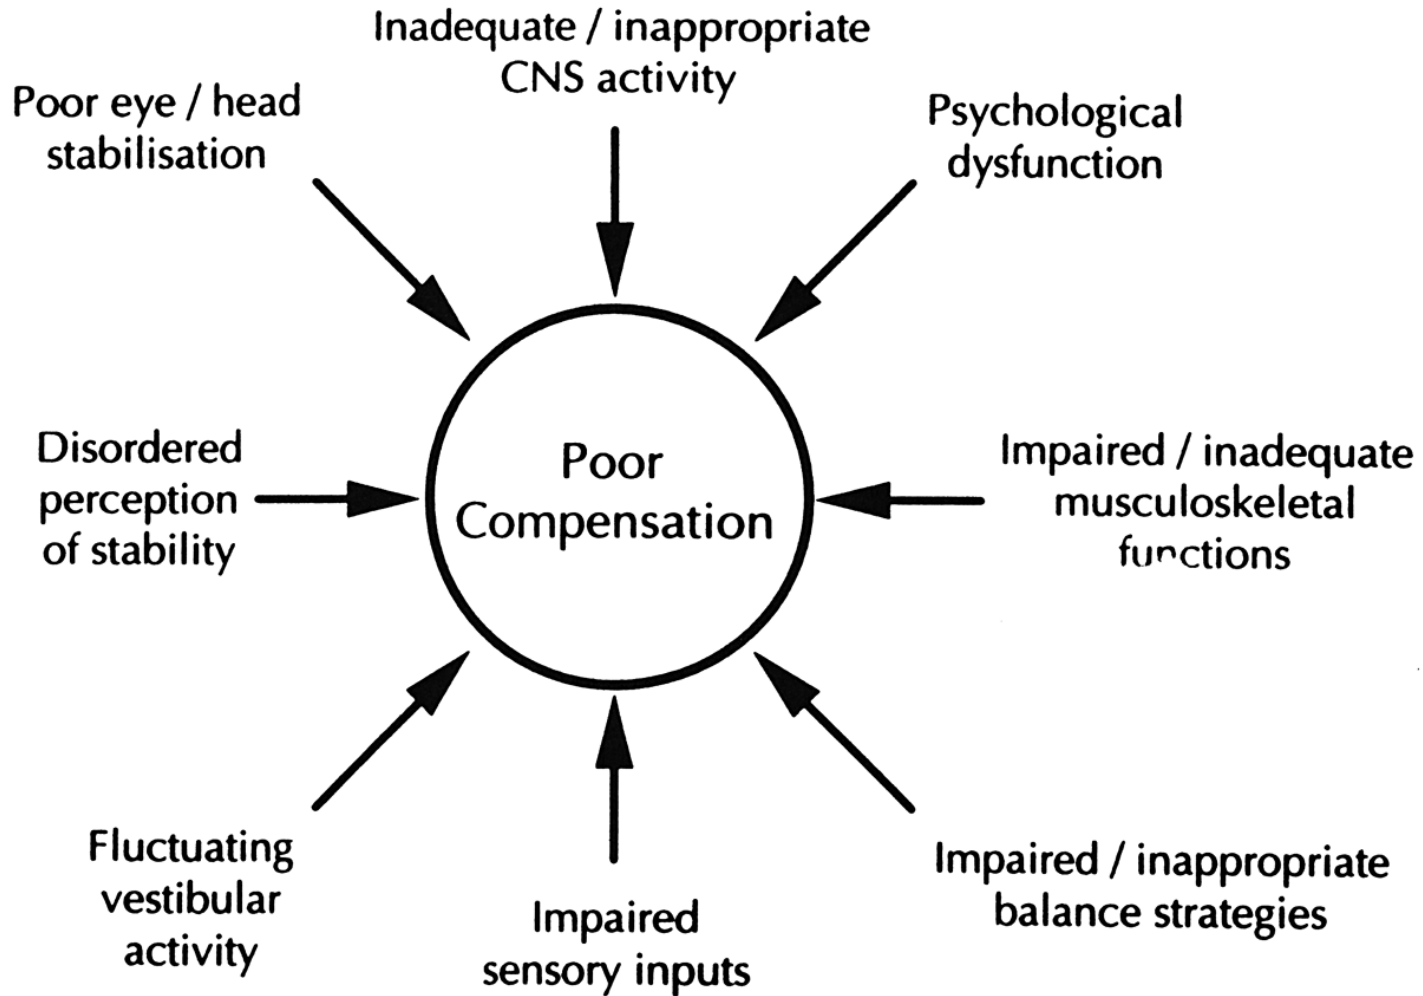 Inadequate / inappropriate
CNS activity
Poor eye / head
stabilisation
Psychological
dysfunction
Disordered
perception
of stability
Poor
Compensation
Impaired / inadequate
musculoskeletal
functions
Fluctuating
vestibular
activity
Impaired
sensory inputs
Impaired / inappropriate
balance strategies